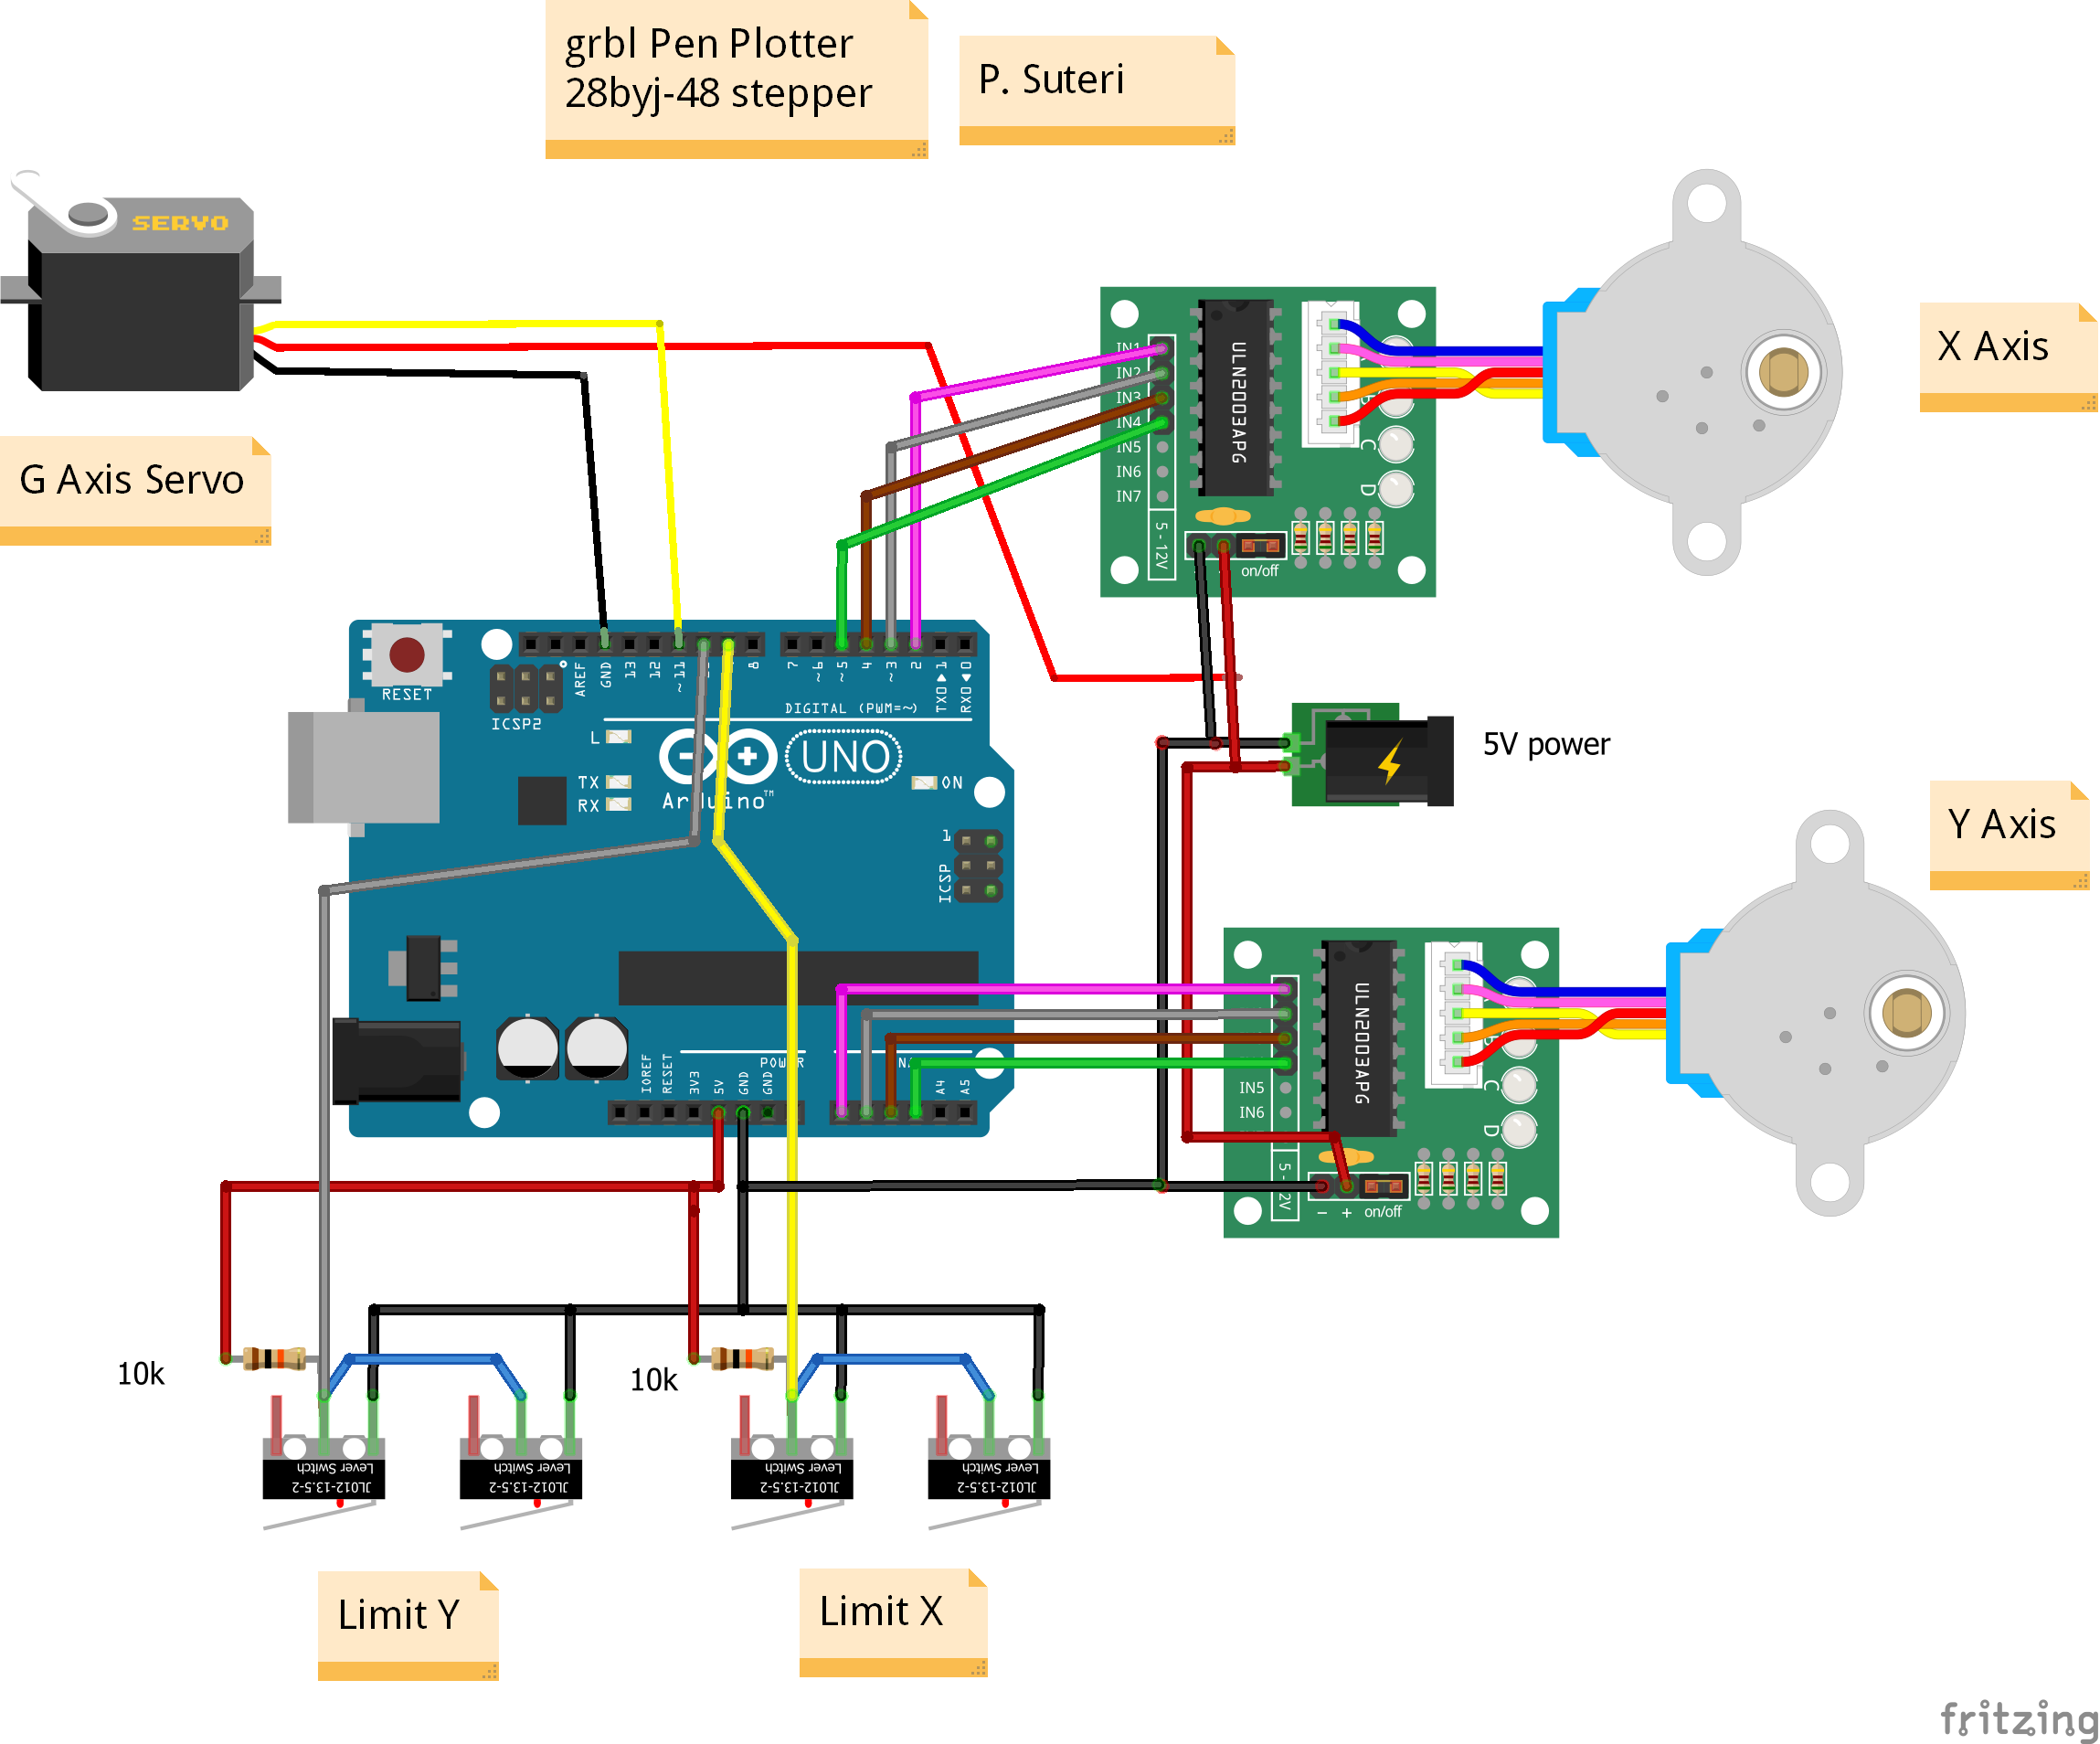 grbl Pen Plotter
28byj-48 stepper
P. Suteri
SERVO
G Axis Servo
X Axis
IN1
IN2
IN3
IN4
IN5
IN6
IN7
5 - 12V
ULN2003APG
C
D
on/off
RESET
ICSP2
AREF
GND
13
12
~11
8
7
~6
~5
4
~3
2
TX0 1
RX0 0
DIGITAL (PWM=~)
L
TX
RX
UNO
Arduino™
ON
1
ICSP
5V power
Y Axis
IOREF
RESET
3V3
5V
GND
GND
POWER
A4
A5
ULN2003APG
IN5
IN6
C
D
- + on/off
10k
10k
Lever Switch
JL012-13.5-2
Lever Switch
JL012-13.5-2
Lever Switch
JL012-13.5-2
Lever Switch
JL012-13.5-2
Limit Y
Limit X
fritzing